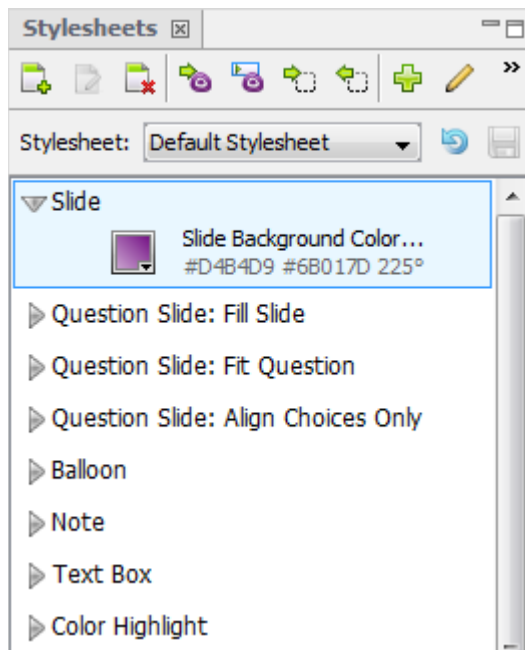 Stylesheets
Stylesheet: Default Stylesheet
Slide
Slide Background Color...
#D4B4D9 #6B017D 225°
Question Slide: Fill Slide
Question Slide: Fit Question
Question Slide: Align Choices Only
Balloon
Note
Text Box
Color Highlight